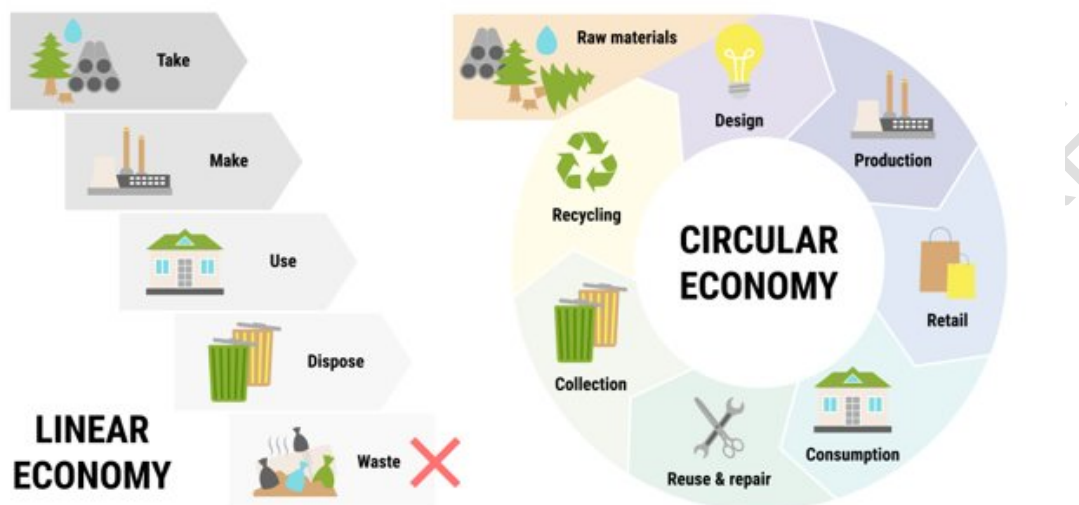 Take
Make
Use
Dispose
Waste
LINEAR
ECONOMY
Raw materials
Design
Production
Retail
Consumption
Reuse & repair
Collection
Recycling
CIRCULAR
ECONOMY